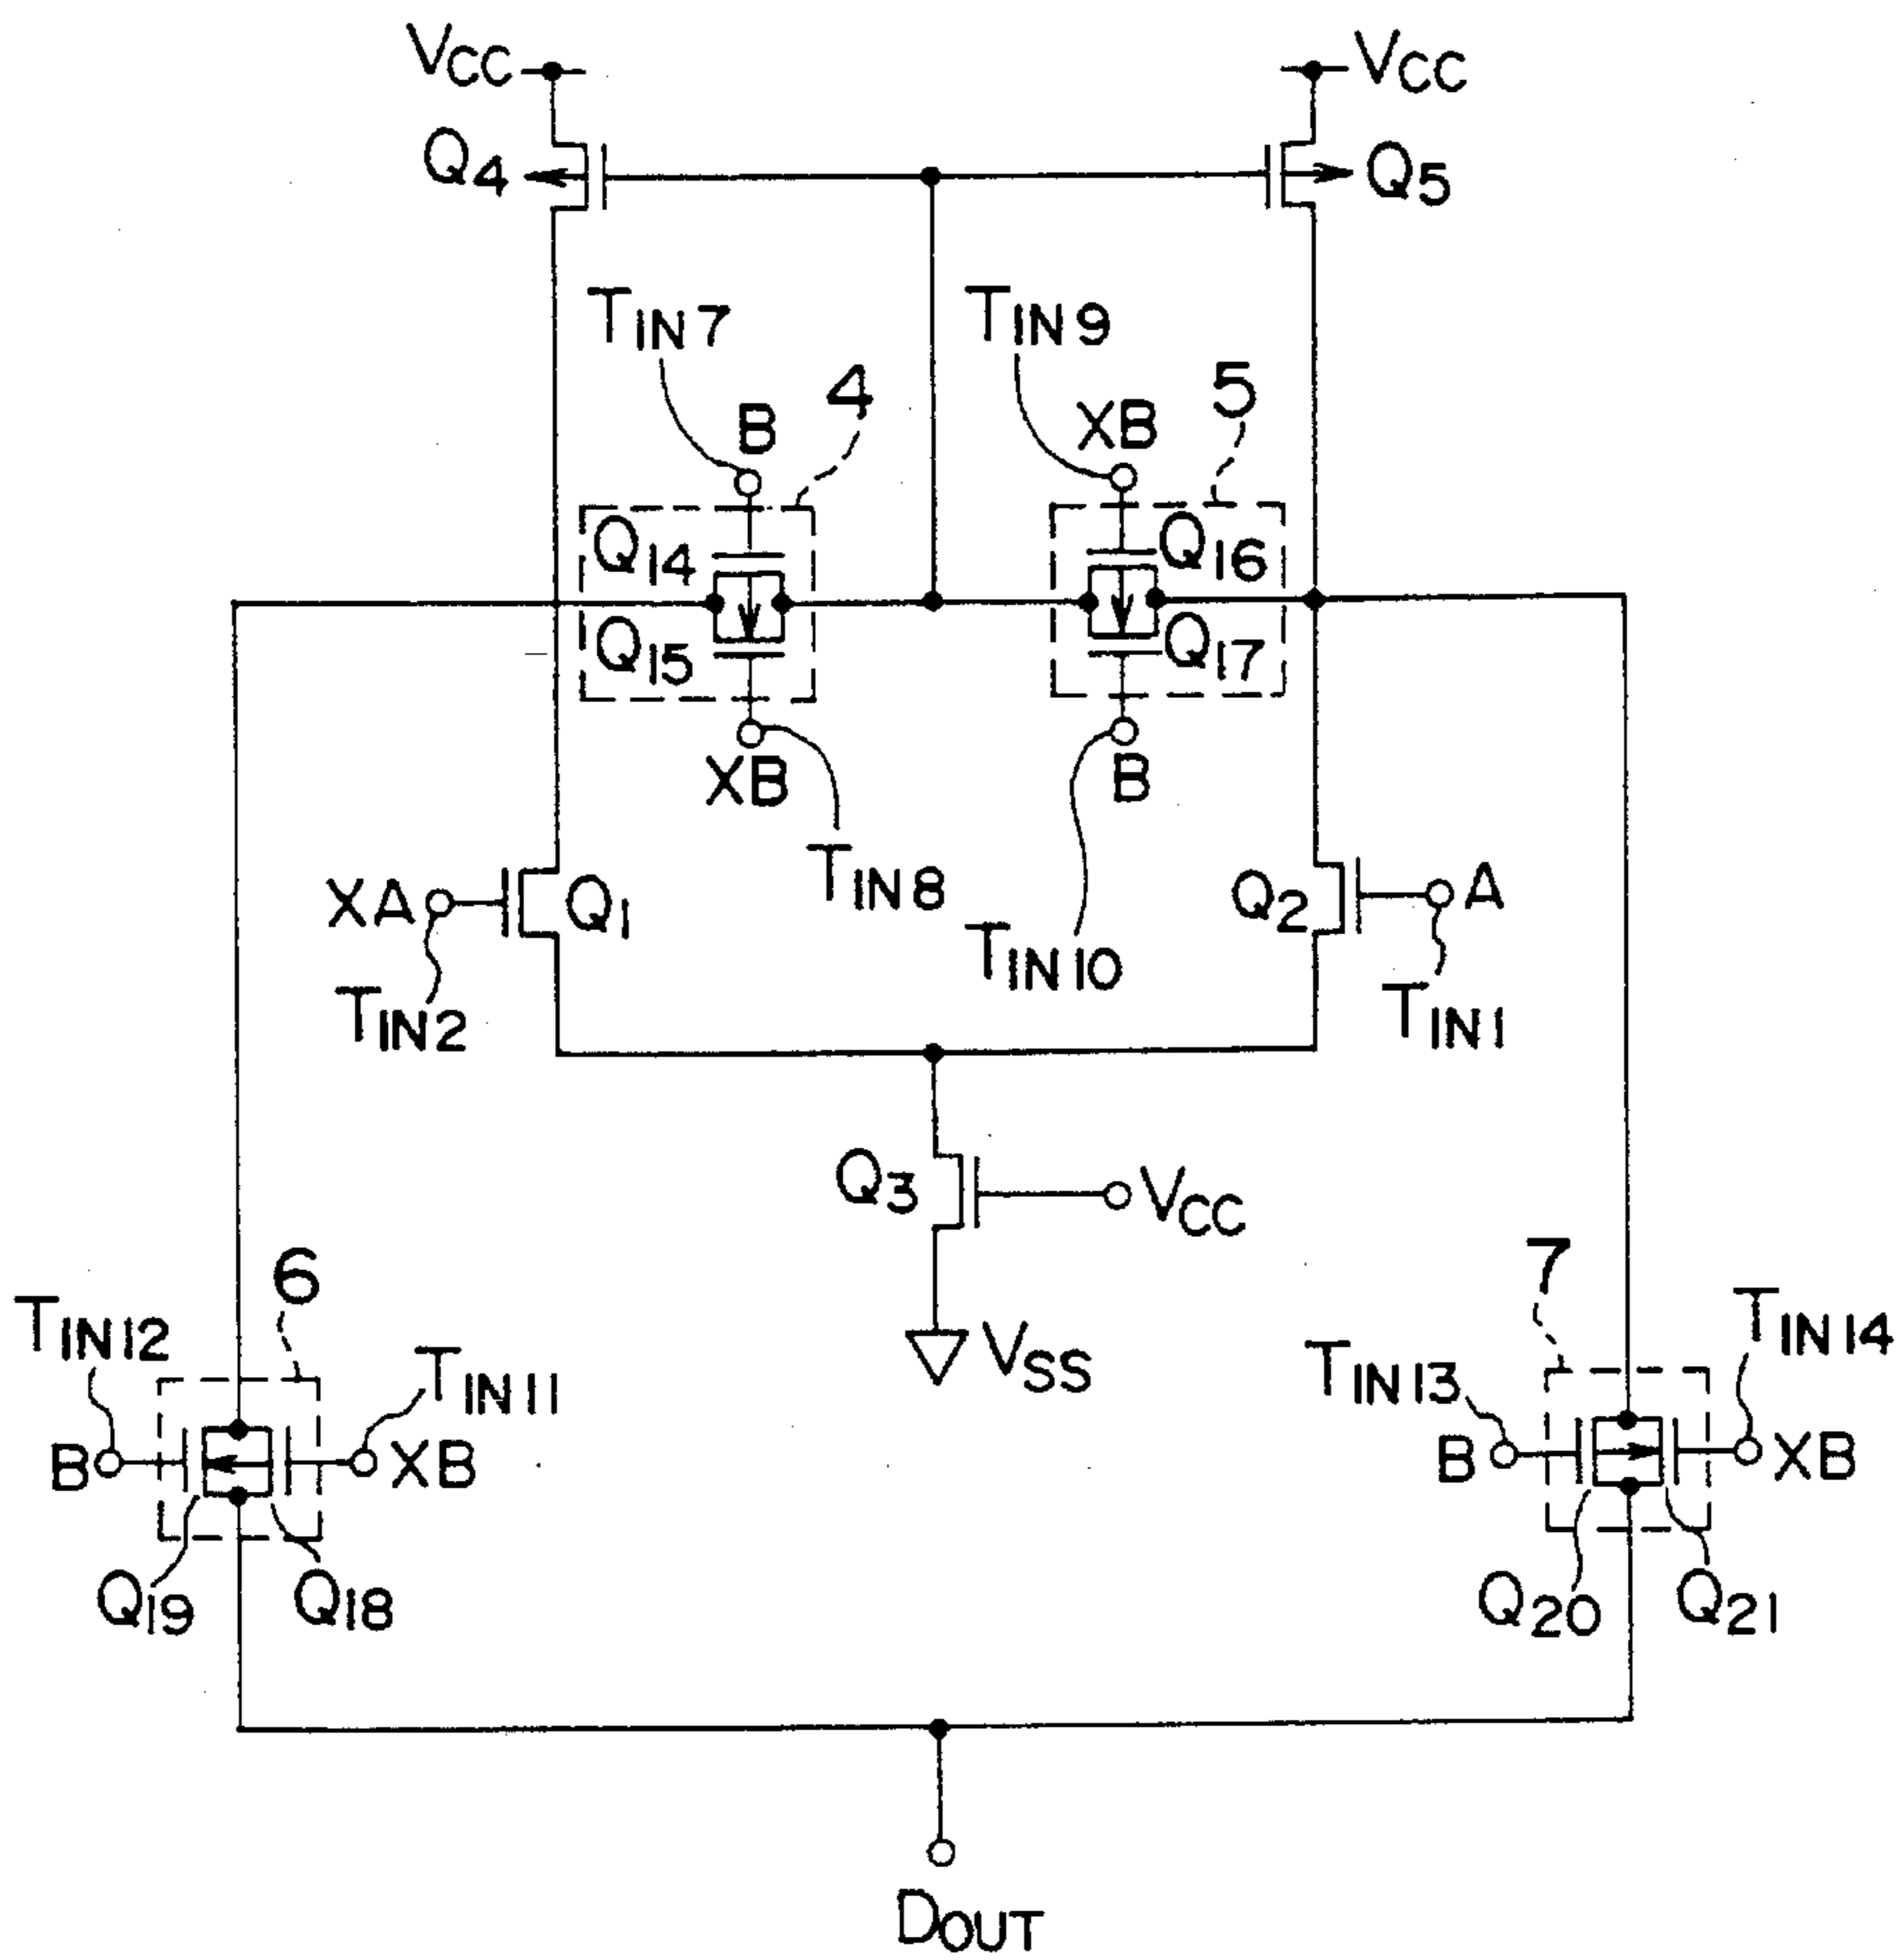 VCC
VCC
Q4
Q5
TIN7
TIN9
4
5
B
XB
Q14
Q16
Q15
Q17
XB
B
TIN8
TIN10
XA
Q1
Q2
A
TIN2
TIN1
Q3
VCC
VSS
6
7
TIN12
TIN11
TIN13
TIN14
B
XB
B
XB
Q19
Q18
Q20
Q21
DOUT